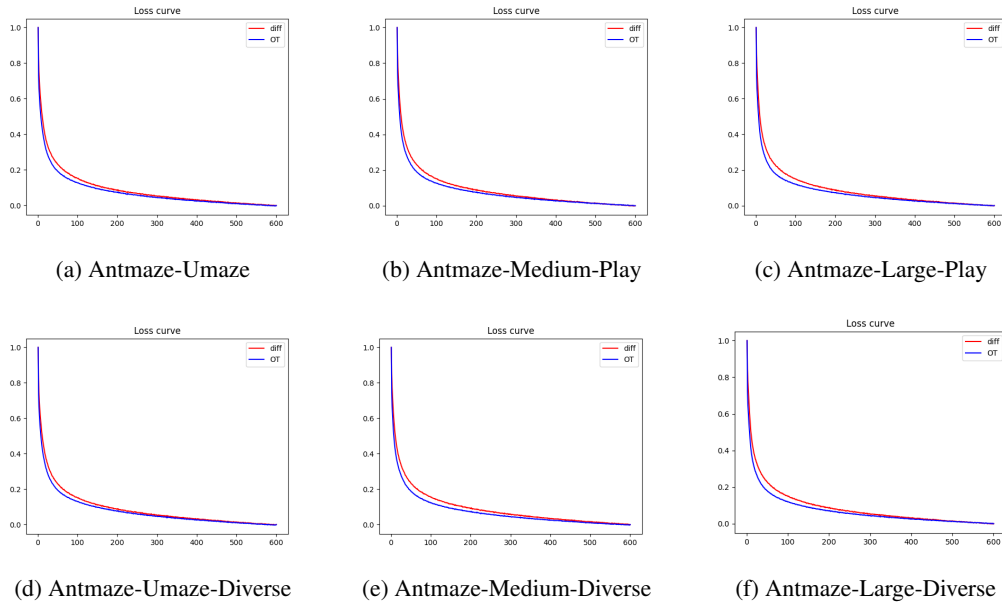 Loss curve
1.0
0.8
0.6
0.4
0.2
0.0
0 100 200 300 400 500 600
diff
OT
(a) Antmaze-Umaze
Loss curve
1.0
0.8
0.6
0.4
0.2
0.0
0 100 200 300 400 500 600
diff
OT
(b) Antmaze-Medium-Play
Loss curve
1.0
0.8
0.6
0.4
0.2
0.0
0 100 200 300 400 500 600
diff
OT
(c) Antmaze-Large-Play
Loss curve
1.0
0.8
0.6
0.4
0.2
0.0
0 100 200 300 400 500 600
diff
OT
(d) Antmaze-Umaze-Diverse
Loss curve
1.0
0.8
0.6
0.4
0.2
0.0
0 100 200 300 400 500 600
diff
OT
(e) Antmaze-Medium-Diverse
Loss curve
1.0
0.8
0.6
0.4
0.2
0.0
0 100 200 300 400 500 600
diff
OT
(f) Antmaze-Large-Diverse